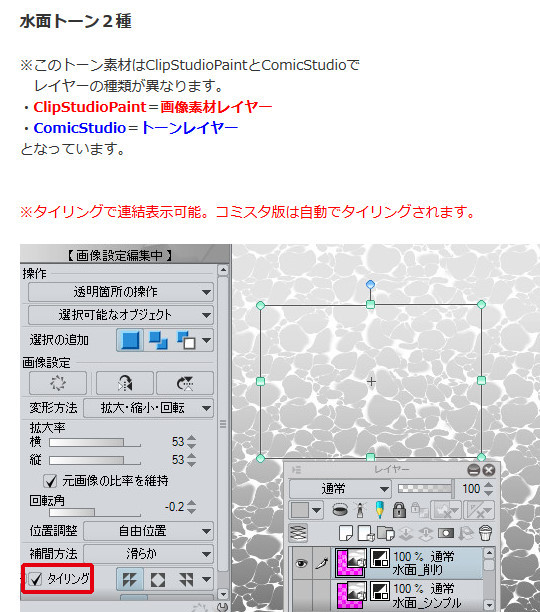 水面トーン２種
※このトーン素材はClipStudioPaintとComicStudioで
レイヤーの種類が異なります。
・ClipStudioPaint＝画像素材レイヤー
・ComicStudio＝トーンレイヤー
となっています。
※タイリングで連結表示可能。コミスタ版は自動でタイリングされます。
【 画像設定編集中 】
操作
透明箇所の操作
選択可能なオブジェクト
選択の追加
画像設定
変形方法 拡大・縮小・回転
拡大率
横 53
縦 53
元画像の比率を維持
回転角 -0.2
位置調整 自由位置
補間方法 滑らか
タイリング
レイヤー
通常 100
100 % 通常
水面_削り
100 % 通常
水面_シンプル